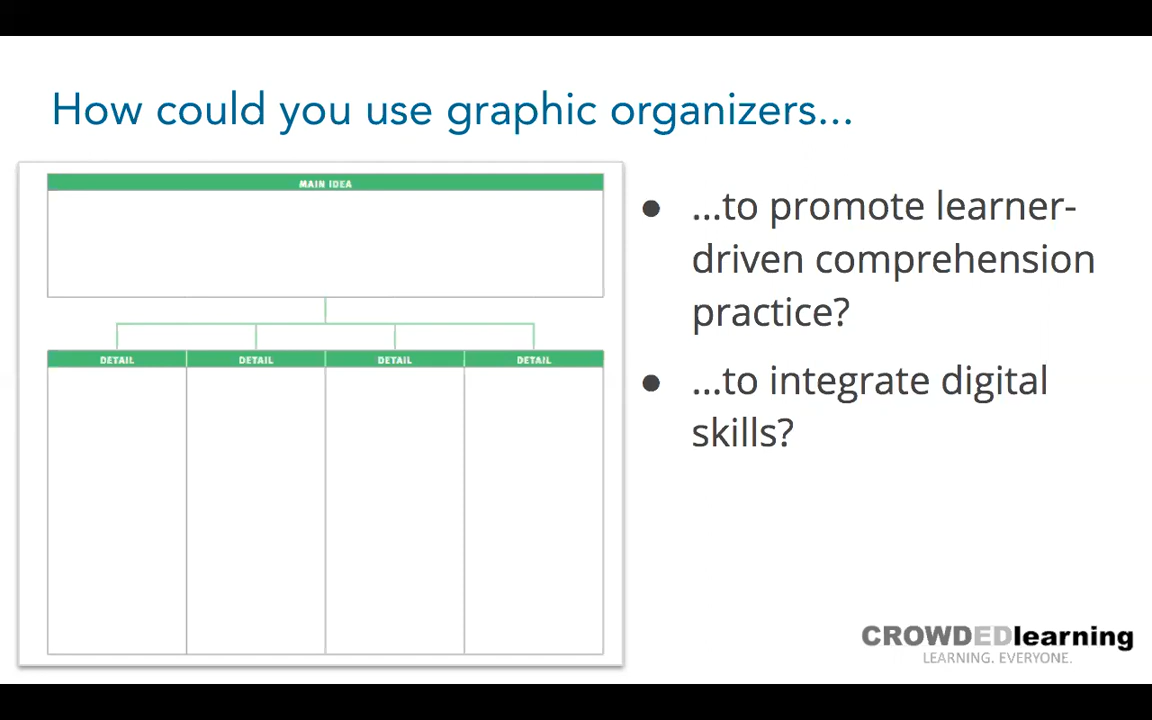 How could you use graphic organizers...
MAIN IDEA
DETAIL DETAIL DETAIL DETAIL
● ...to promote learner-
driven comprehension
practice?
● ...to integrate digital
skills?
CROWDEDlearning
LEARNING. EVERYONE.